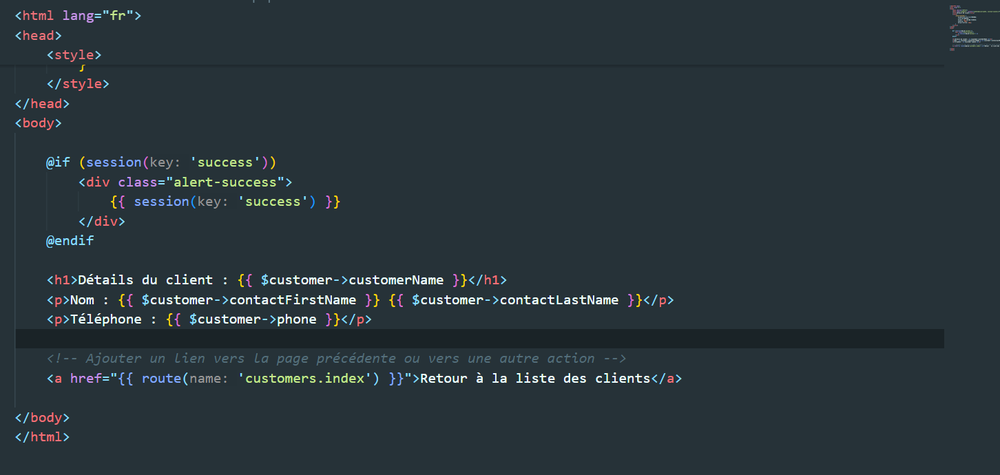 <html lang="fr">
<head>
<style>
}
</style>
</head>
<body>
@if (session(key: 'success'))
<div class="alert-success">
{{ session(key: 'success') }}
</div>
@endif
<h1>Détails du client : {{ $customer->customerName }}</h1>
<p>Nom : {{ $customer->contactFirstName }} {{ $customer->contactLastName }}</p>
<p>Téléphone : {{ $customer->phone }}</p>
<!-- Ajouter un lien vers la page précédente ou vers une autre action -->
<a href="{{ route(name: 'customers.index') }}">Retour à la liste des clients</a>
</body>
</html>